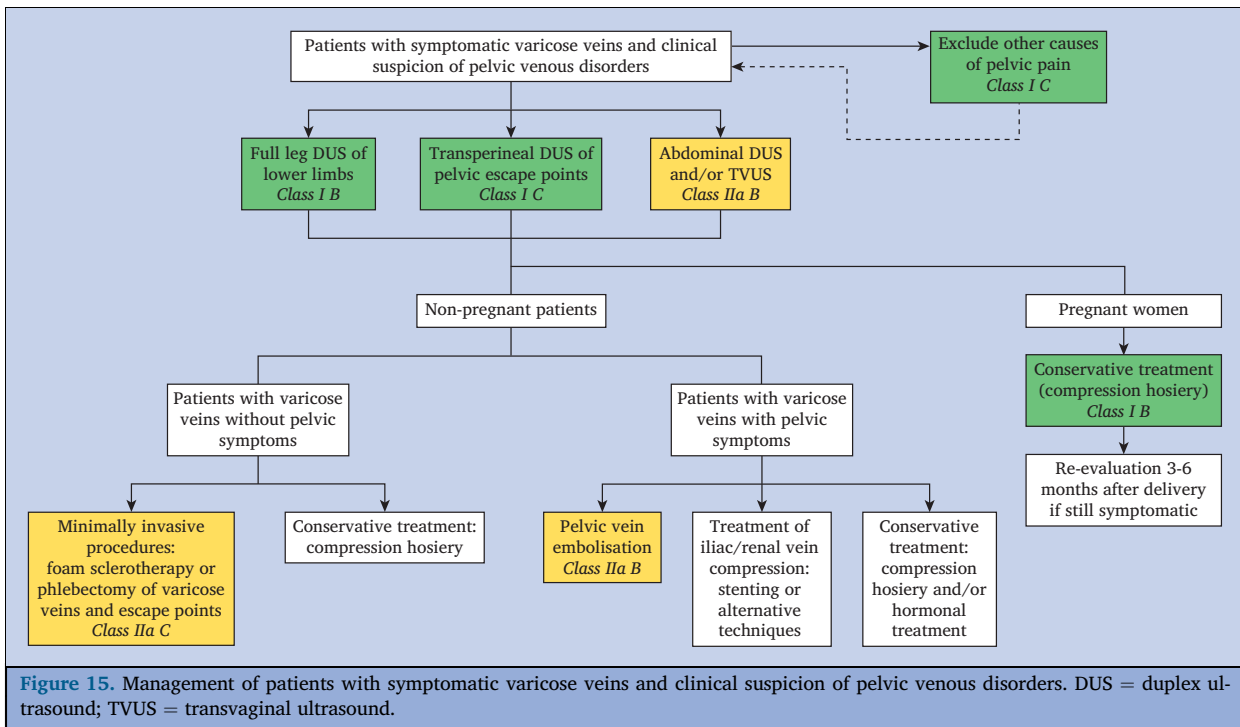 Patients with symptomatic varicose veins and clinical
suspicion of pelvic venous disorders
Exclude other causes
of pelvic pain
Class I C
Full leg DUS of
lower limbs
Class I B
Transperineal DUS of
pelvic escape points
Class I C
Abdominal DUS
and/or TVUS
Class IIa B
Non-pregnant patients
Pregnant women
Patients with varicose
veins without pelvic
symptoms
Patients with varicose
veins with pelvic
symptoms
Conservative treatment
(compression hosiery)
Class I B
Re-evaluation 3-6
months after delivery
if still symptomatic
Minimally invasive
procedures:
foam sclerotherapy or
phlebectomy of varicose
veins and escape points
Class IIa C
Conservative treatment:
compression hosiery
Pelvic vein
embolisation
Class IIa B
Treatment of
iliac/renal vein
compression:
stenting or
alternative
techniques
Conservative
treatment:
compression
hosiery and/or
hormonal
treatment
Figure 15. Management of patients with symptomatic varicose veins and clinical suspicion of pelvic venous disorders. DUS = duplex ul-
trasound; TVUS = transvaginal ultrasound.